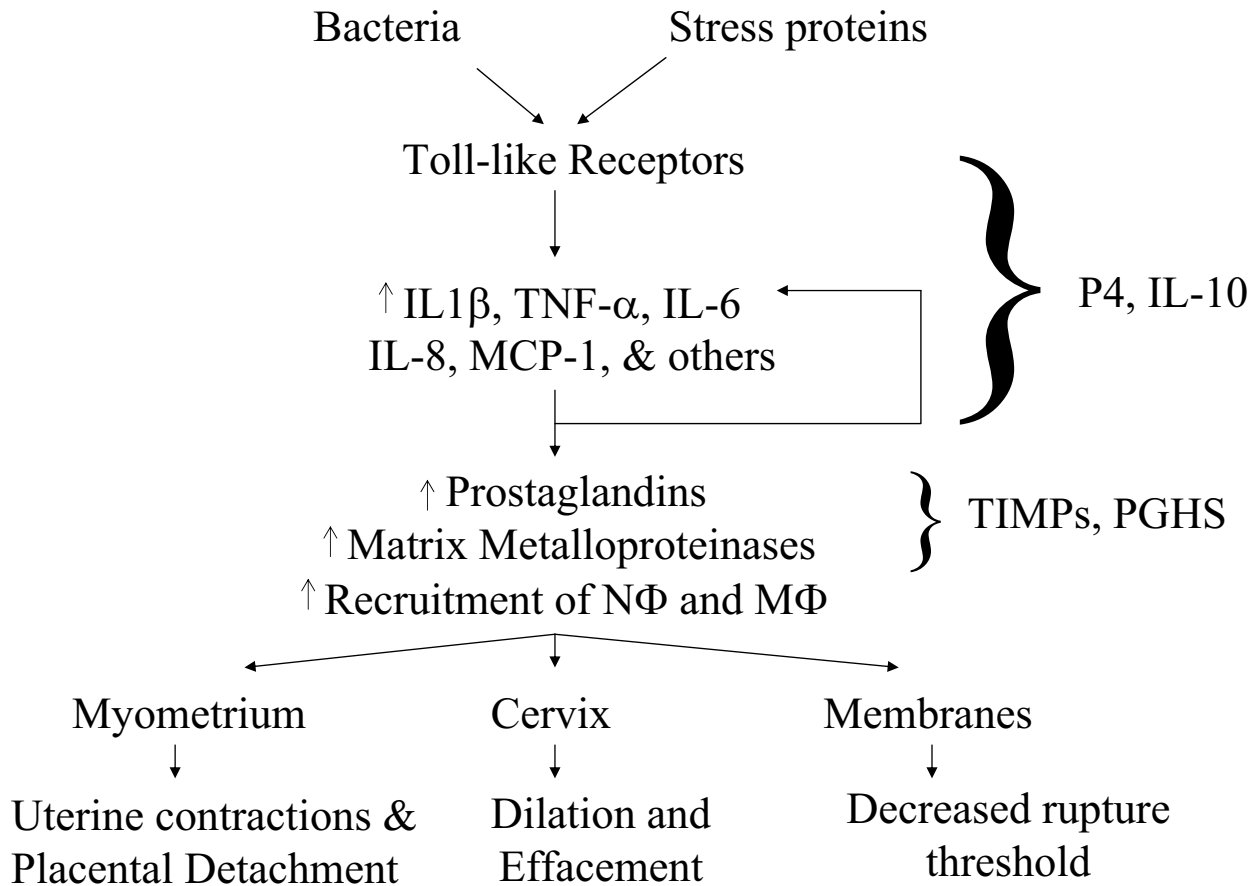 Bacteria
Stress proteins
Toll-like Receptors
↑ IL1β, TNF-α, IL-6
IL-8, MCP-1, & others
P4, IL-10
↑ Prostaglandins
↑ Matrix Metalloproteinases
↑ Recruitment of NΦ and MΦ
TIMPs, PGHS
Myometrium
Cervix
Membranes
Uterine contractions &
Placental Detachment
Dilation and
Effacement
Decreased rupture
threshold